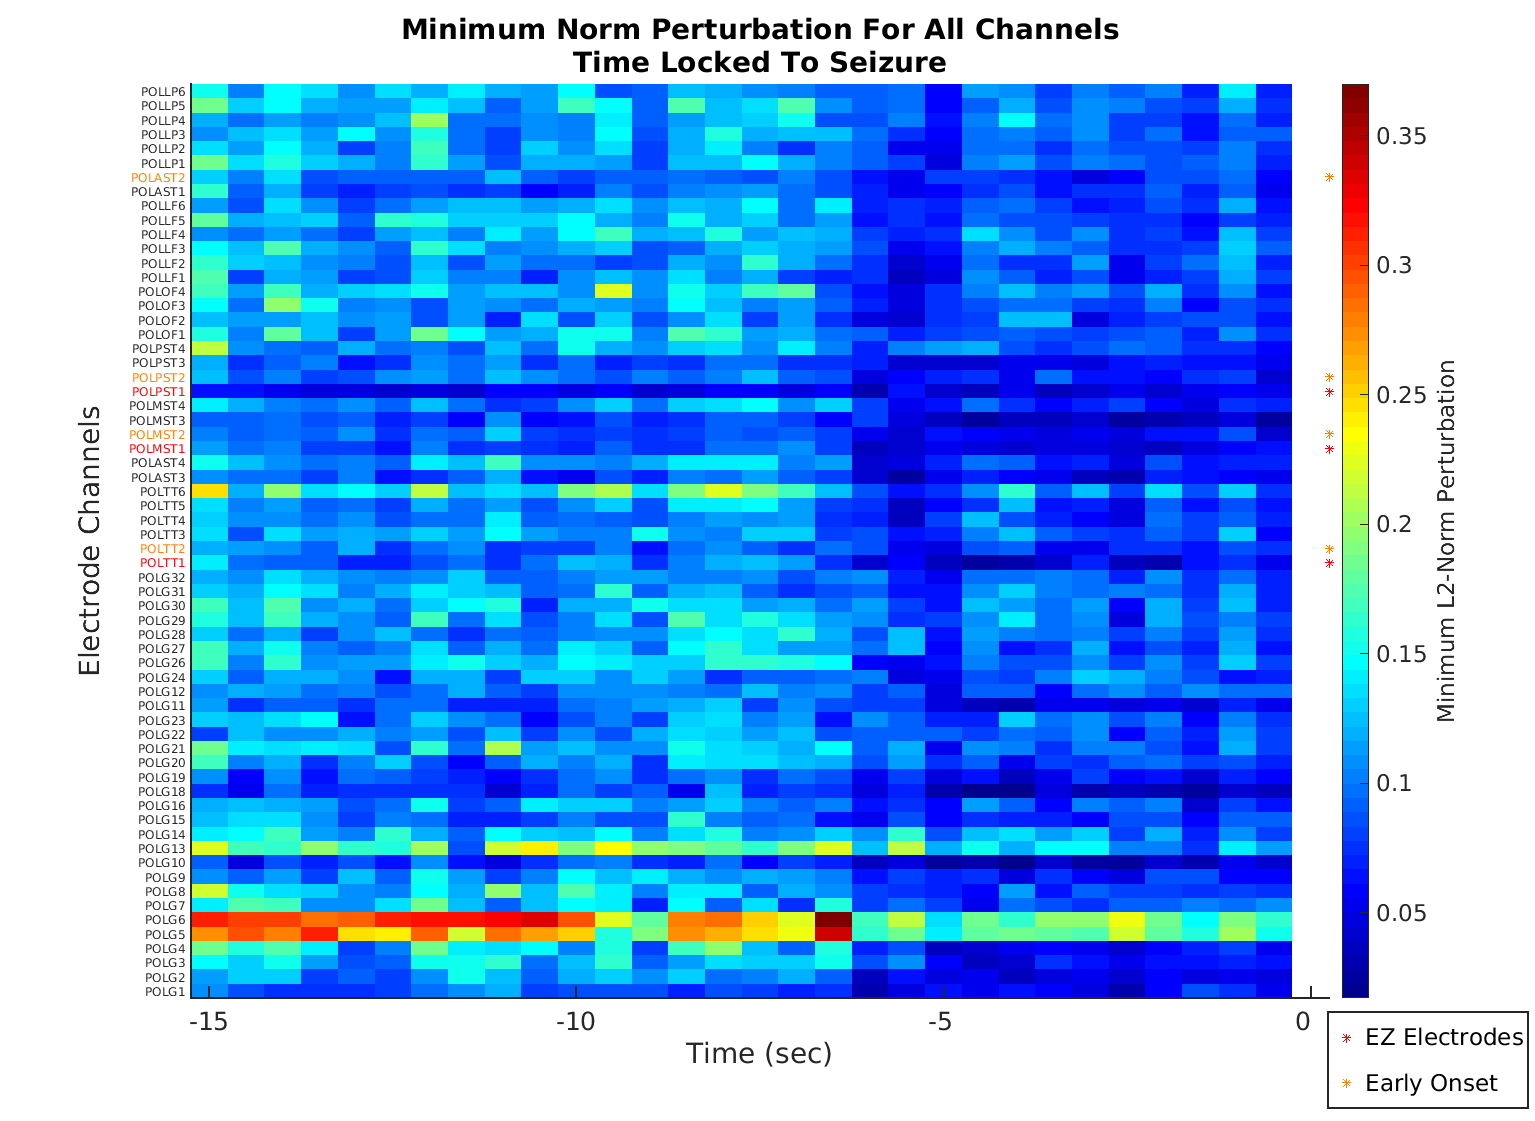 Minimum Norm Perturbation For All Channels
Time Locked To Seizure
Electrode Channels
POLLP6
POLLP5
POLLP4
POLLP3
POLLP2
POLLP1
POLAST2
POLAST1
POLLF6
POLLF5
POLLF4
POLLF3
POLLF2
POLLF1
POLOF4
POLOF3
POLOF2
POLOF1
POLPST4
POLPST3
POLPST2
POLPST1
POLMST4
POLMST3
POLMST2
POLMST1
POLAST4
POLAST3
POLTT6
POLTT5
POLTT4
POLTT3
POLTT2
POLTT1
POLG32
POLG31
POLG30
POLG29
POLG28
POLG27
POLG26
POLG24
POLG12
POLG11
POLG23
POLG22
POLG21
POLG20
POLG19
POLG18
POLG16
POLG15
POLG14
POLG13
POLG10
POLG9
POLG8
POLG7
POLG6
POLG5
POLG4
POLG3
POLG2
POLG1
-15 -10 -5 0
Time (sec)
0.35
0.3
0.25
0.2
0.15
0.1
0.05
Minimum L2-Norm Perturbation
EZ Electrodes
Early Onset